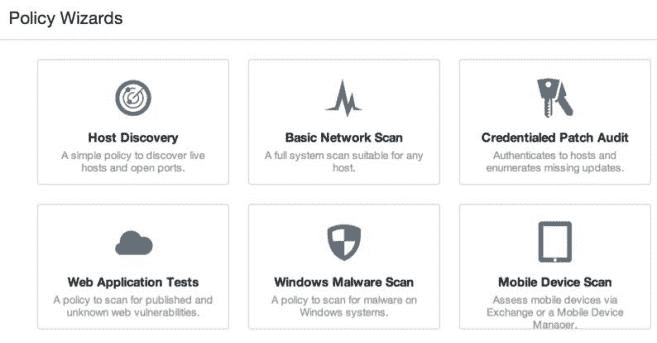 Policy Wizards
Host Discovery
A simple policy to discover live
hosts and open ports.
Basic Network Scan
A full system scan suitable for any
host.
Credentialed Patch Audit
Authenticates to hosts and
enumerates missing updates.
Web Application Tests
A policy to scan for published and
unknown web vulnerabilities.
Windows Malware Scan
A policy to scan for malware on
Windows systems.
Mobile Device Scan
Assess mobile devices via
Exchange or a Mobile Device
Manager.